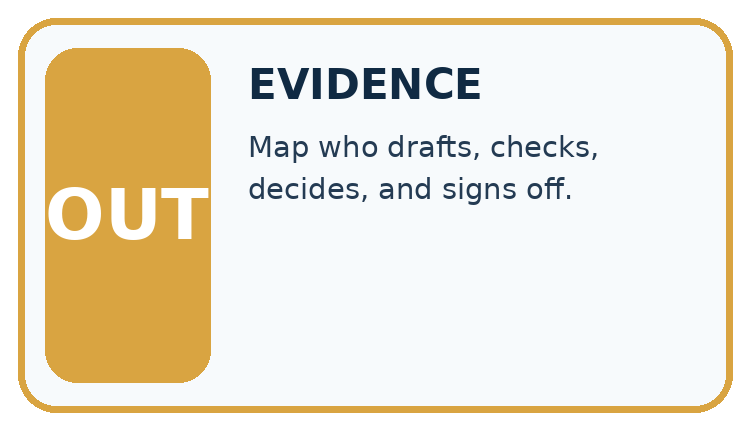 OUT
EVIDENCE
Map who drafts, checks,
decides, and signs off.